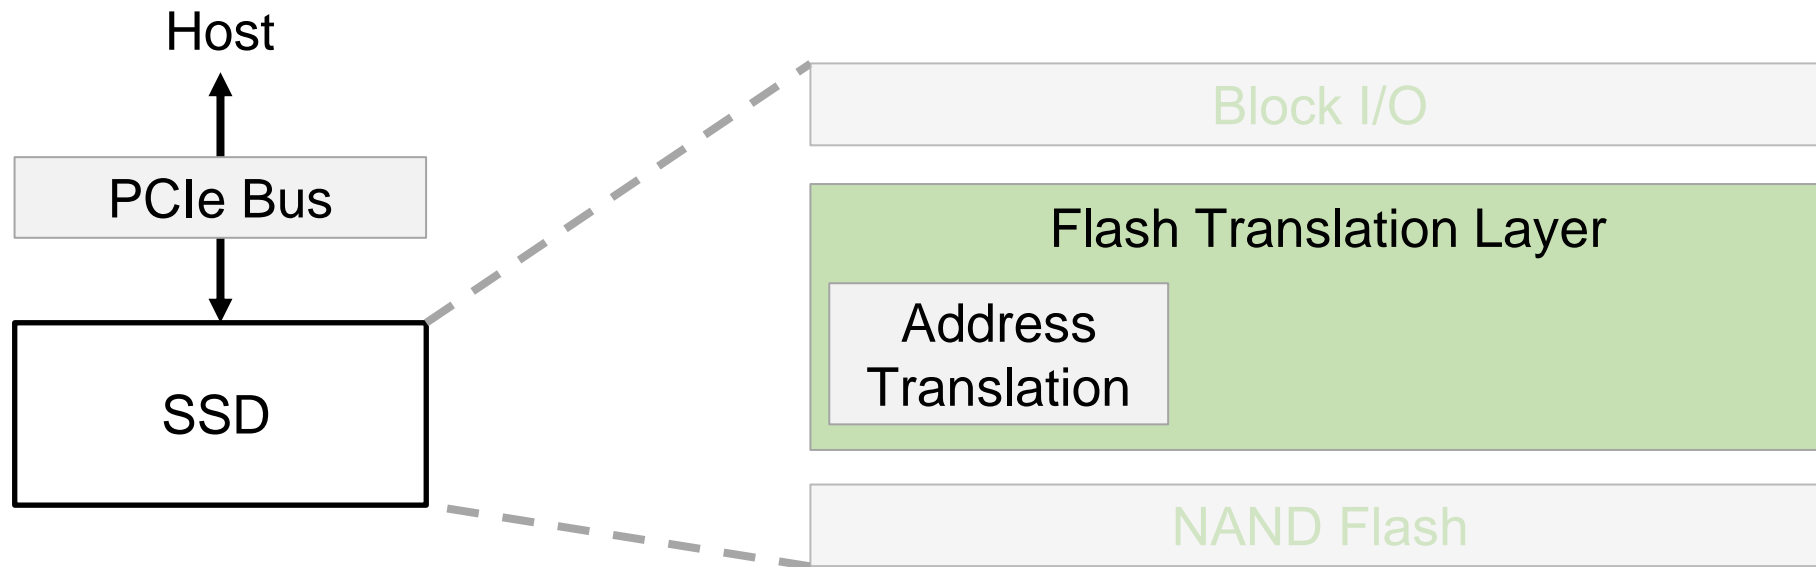 Host
PCIe Bus
SSD
Block I/O
Flash Translation Layer
Address
Translation
NAND Flash